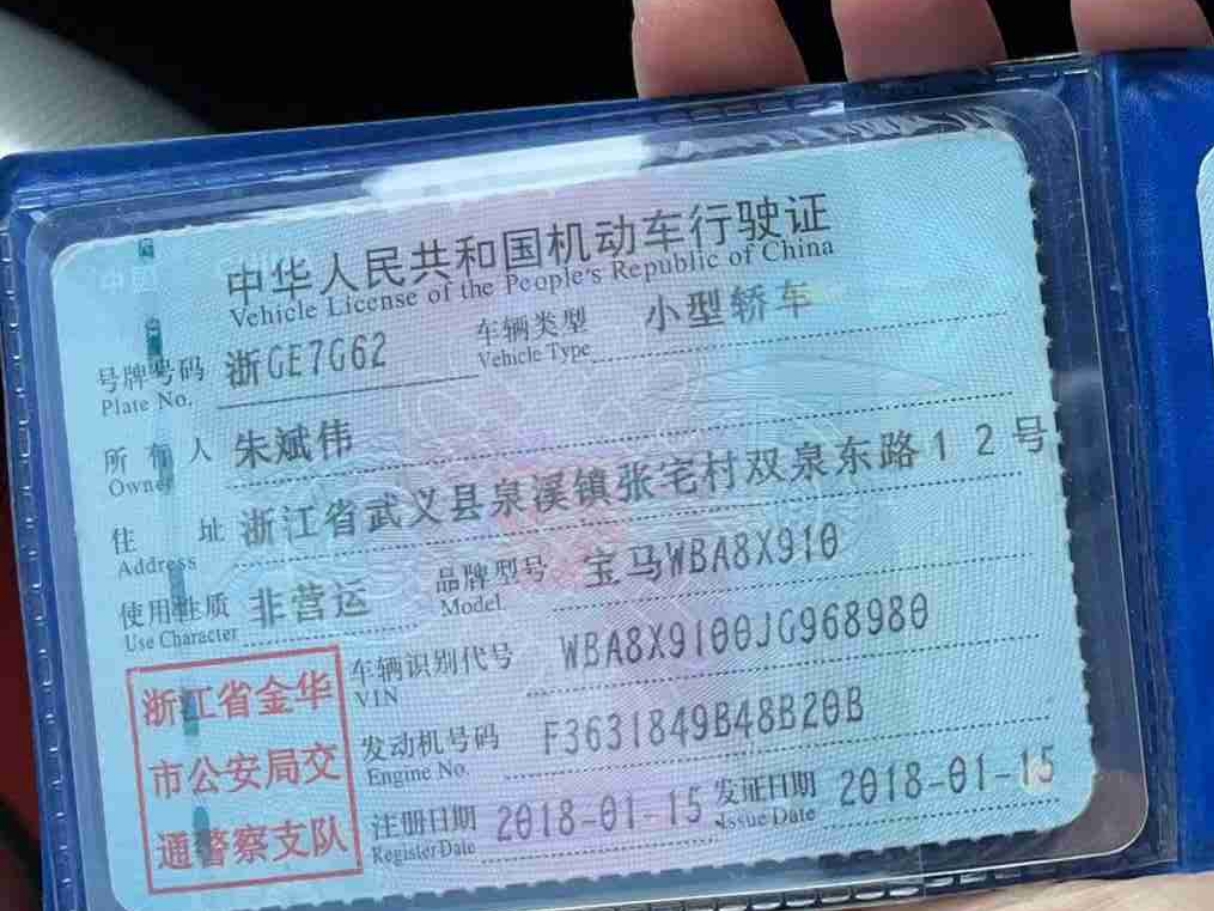 中华人民共和国机动车行驶证
Vehicle License of the People's Republic of China
号牌号码 浙GE7G62 车辆类型 小型轿车
Plate No. Vehicle Type
所有人 朱斌伟
Owner
住址 浙江省武义县泉溪镇张宅村双泉东路12号
Address
使用性质 非营运 品牌型号 宝马WBA8X910
Use Character Model
浙江省金华
市公安局交
通警察支队
车辆识别代号 WBA8X9100JG968980
VIN
发动机号码 F3631849B48B20B
Engine No.
注册日期 2018-01-15 发证日期 2018-01-15
Register Date Issue Date